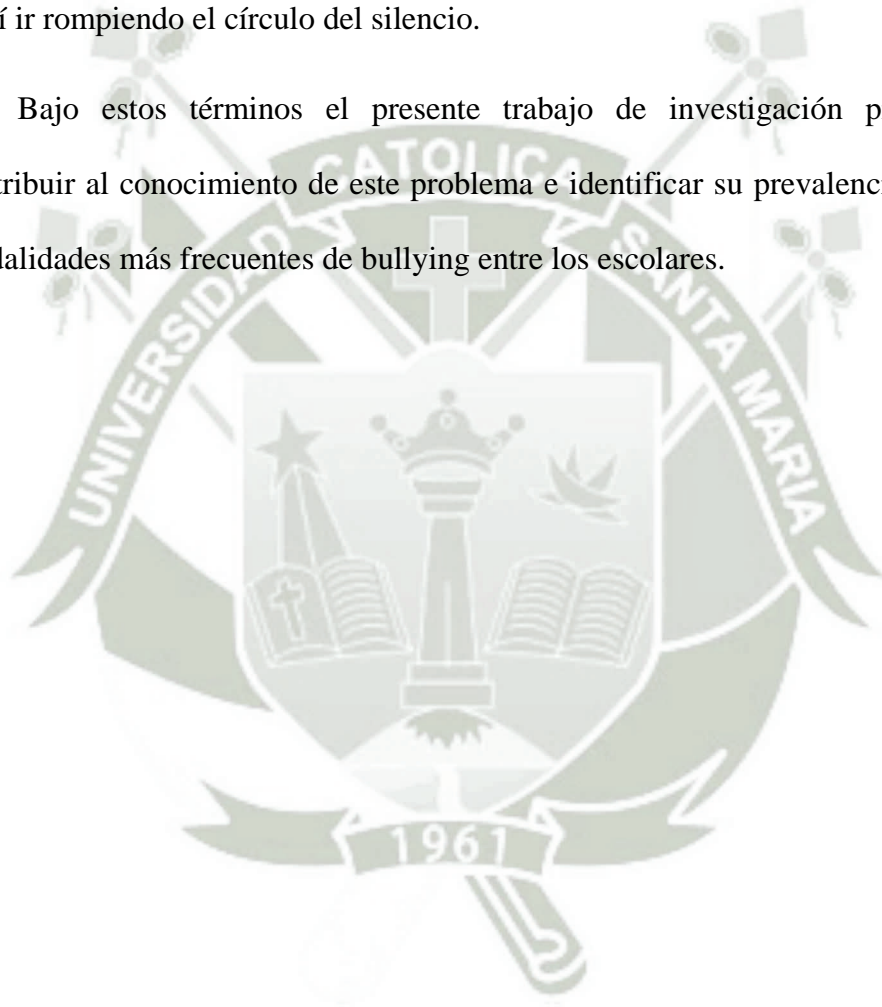 í ir rompiendo el círculo del silencio.
Bajo estos términos el presente trabajo de investigación p
tribuir al conocimiento de este problema e identificar su prevalenci
dalidades más frecuentes de bullying entre los escolares.
UNIVERSIDAD CATOLICA SANTA MARIA
1961